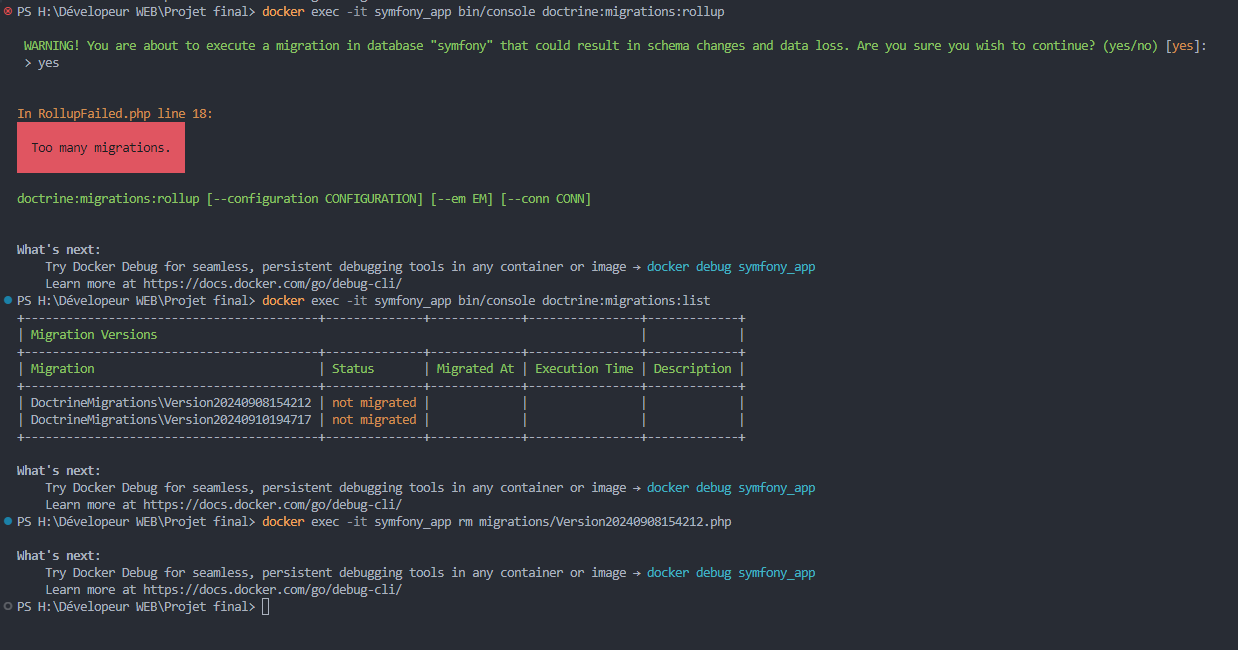 PS H:\Dévelopeur WEB\Projet final> docker exec -it symfony_app bin/console doctrine:migrations:rollup
WARNING! You are about to execute a migration in database "symfony" that could result in schema changes and data loss. Are you sure you wish to continue? (yes/no) [yes]:
> yes
In RollupFailed.php line 18:
Too many migrations.
doctrine:migrations:rollup [--configuration CONFIGURATION] [--em EM] [--conn CONN]
What's next:
Try Docker Debug for seamless, persistent debugging tools in any container or image → docker debug symfony_app
Learn more at https://docs.docker.com/go/debug-cli/
PS H:\Dévelopeur WEB\Projet final> docker exec -it symfony_app bin/console doctrine:migrations:list
+------------------------------------------+--------------+-------------+----------------+-------------+
| Migration Versions | | |
+------------------------------------------+--------------+-------------+----------------+-------------+
| Migration | Status | Migrated At | Execution Time | Description |
+------------------------------------------+--------------+-------------+----------------+-------------+
| DoctrineMigrations\Version20240908154212 | not migrated | | | |
| DoctrineMigrations\Version20240910194717 | not migrated | | | |
+------------------------------------------+--------------+-------------+----------------+-------------+
What's next:
Try Docker Debug for seamless, persistent debugging tools in any container or image → docker debug symfony_app
Learn more at https://docs.docker.com/go/debug-cli/
PS H:\Dévelopeur WEB\Projet final> docker exec -it symfony_app rm migrations/Version20240908154212.php
What's next:
Try Docker Debug for seamless, persistent debugging tools in any container or image → docker debug symfony_app
Learn more at https://docs.docker.com/go/debug-cli/
PS H:\Dévelopeur WEB\Projet final>